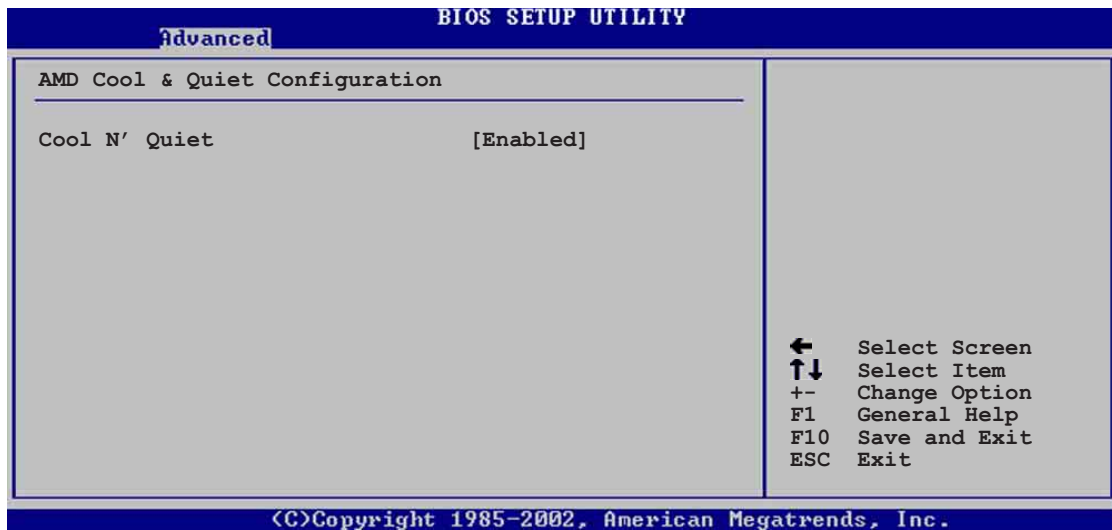 BIOS SETUP UTILITY
Advanced
AMD Cool & Quiet Configuration
Cool N’ Quiet [Enabled]
← Select Screen
↑↓ Select Item
+- Change Option
F1 General Help
F10 Save and Exit
ESC Exit
(C)Copyright 1985-2002, American Megatrends, Inc.